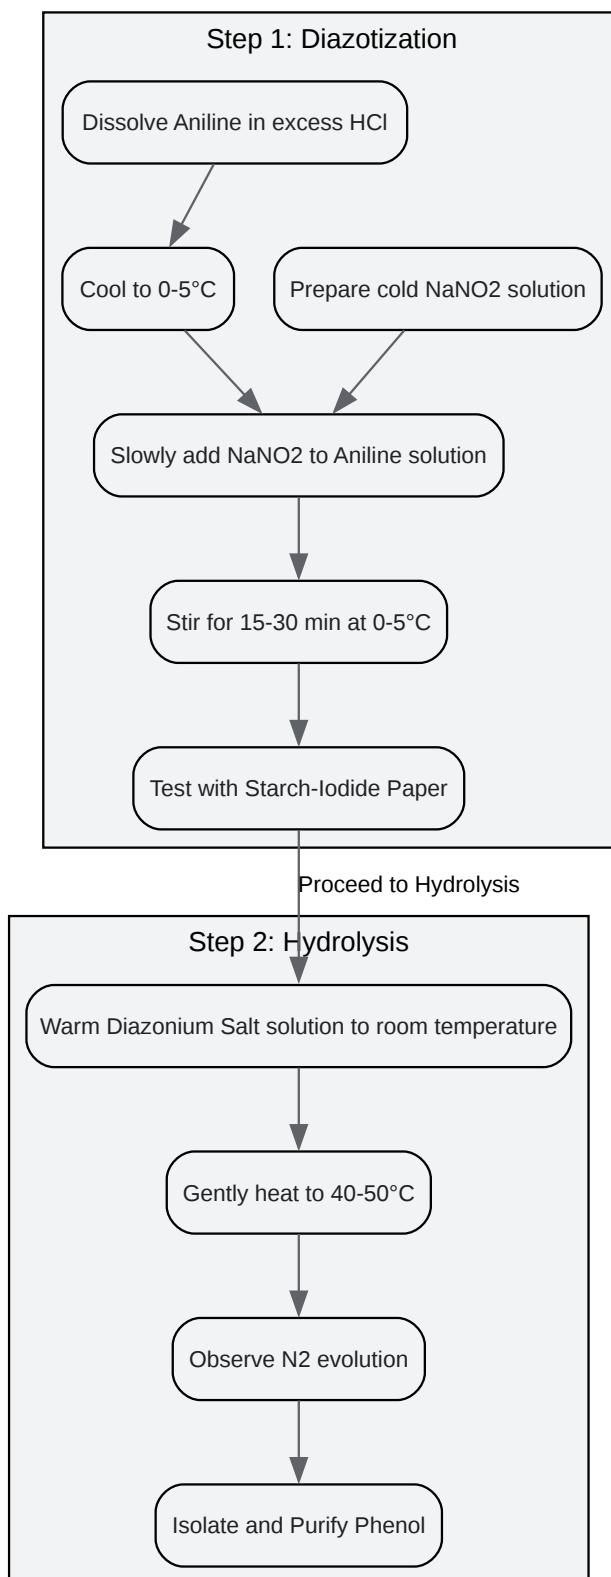 Step 1: Diazotization
Dissolve Aniline in excess HCl
Cool to 0-5°C
Prepare cold NaNO2 solution
Slowly add NaNO2 to Aniline solution
Stir for 15-30 min at 0-5°C
Test with Starch-Iodide Paper
Proceed to Hydrolysis
Step 2: Hydrolysis
Warm Diazonium Salt solution to room temperature
Gently heat to 40-50°C
Observe N2 evolution
Isolate and Purify Phenol